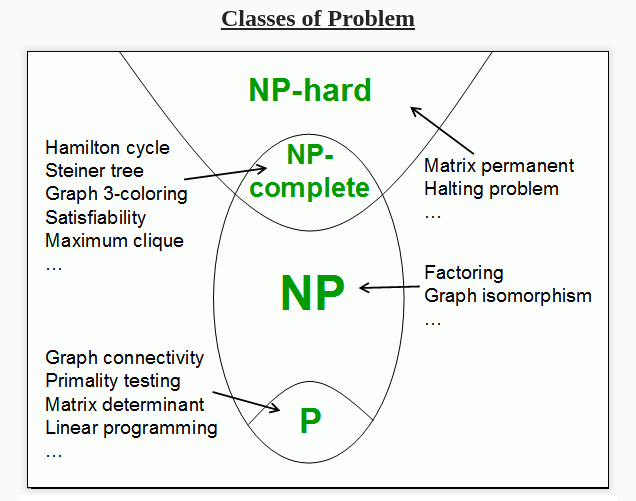 Classes of Problem
NP-hard
Hamilton cycle
Steiner tree
Graph 3-coloring
Satisfiability
Maximum clique
…
NP-
complete
Matrix permanent
Halting problem
…
NP
Factoring
Graph isomorphism
…
Graph connectivity
Primality testing
Matrix determinant
Linear programming
…
P